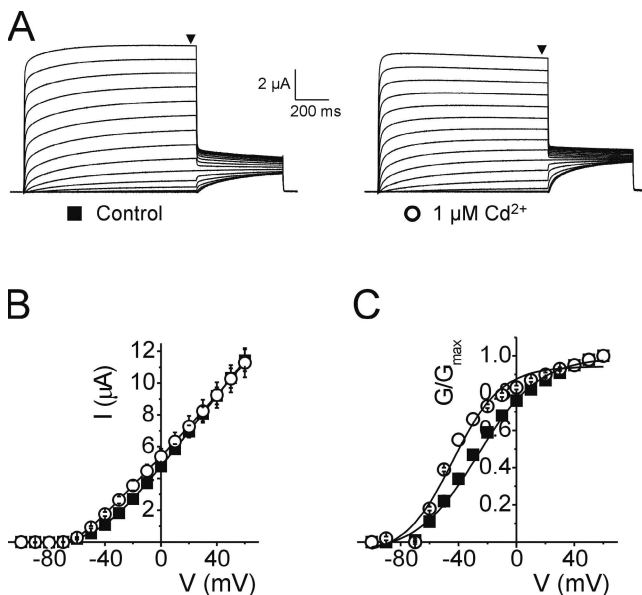 A
2 µA
200 ms
■ Control
○ 1 µM Cd²⁺
B
C
I (µA)
12
10
8
6
4
2
-80 -40 0 40
V (mV)
G/Gmax
1.0
0.8
0.6
0.4
0.2
-80 -40 0 40
V (mV)